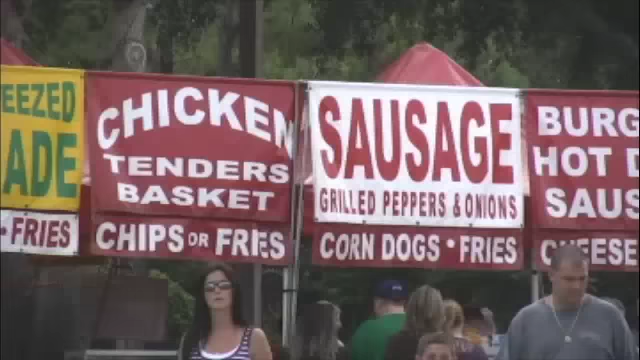 EEZED
ADE
• FRIES
CHICKEN
TENDERS
BASKET
CHIPS OR FRIES
SAUSAGE
GRILLED PEPPERS & ONIONS
CORN DOGS • FRIES
BURG
HOT D
SAUS
CHEESE